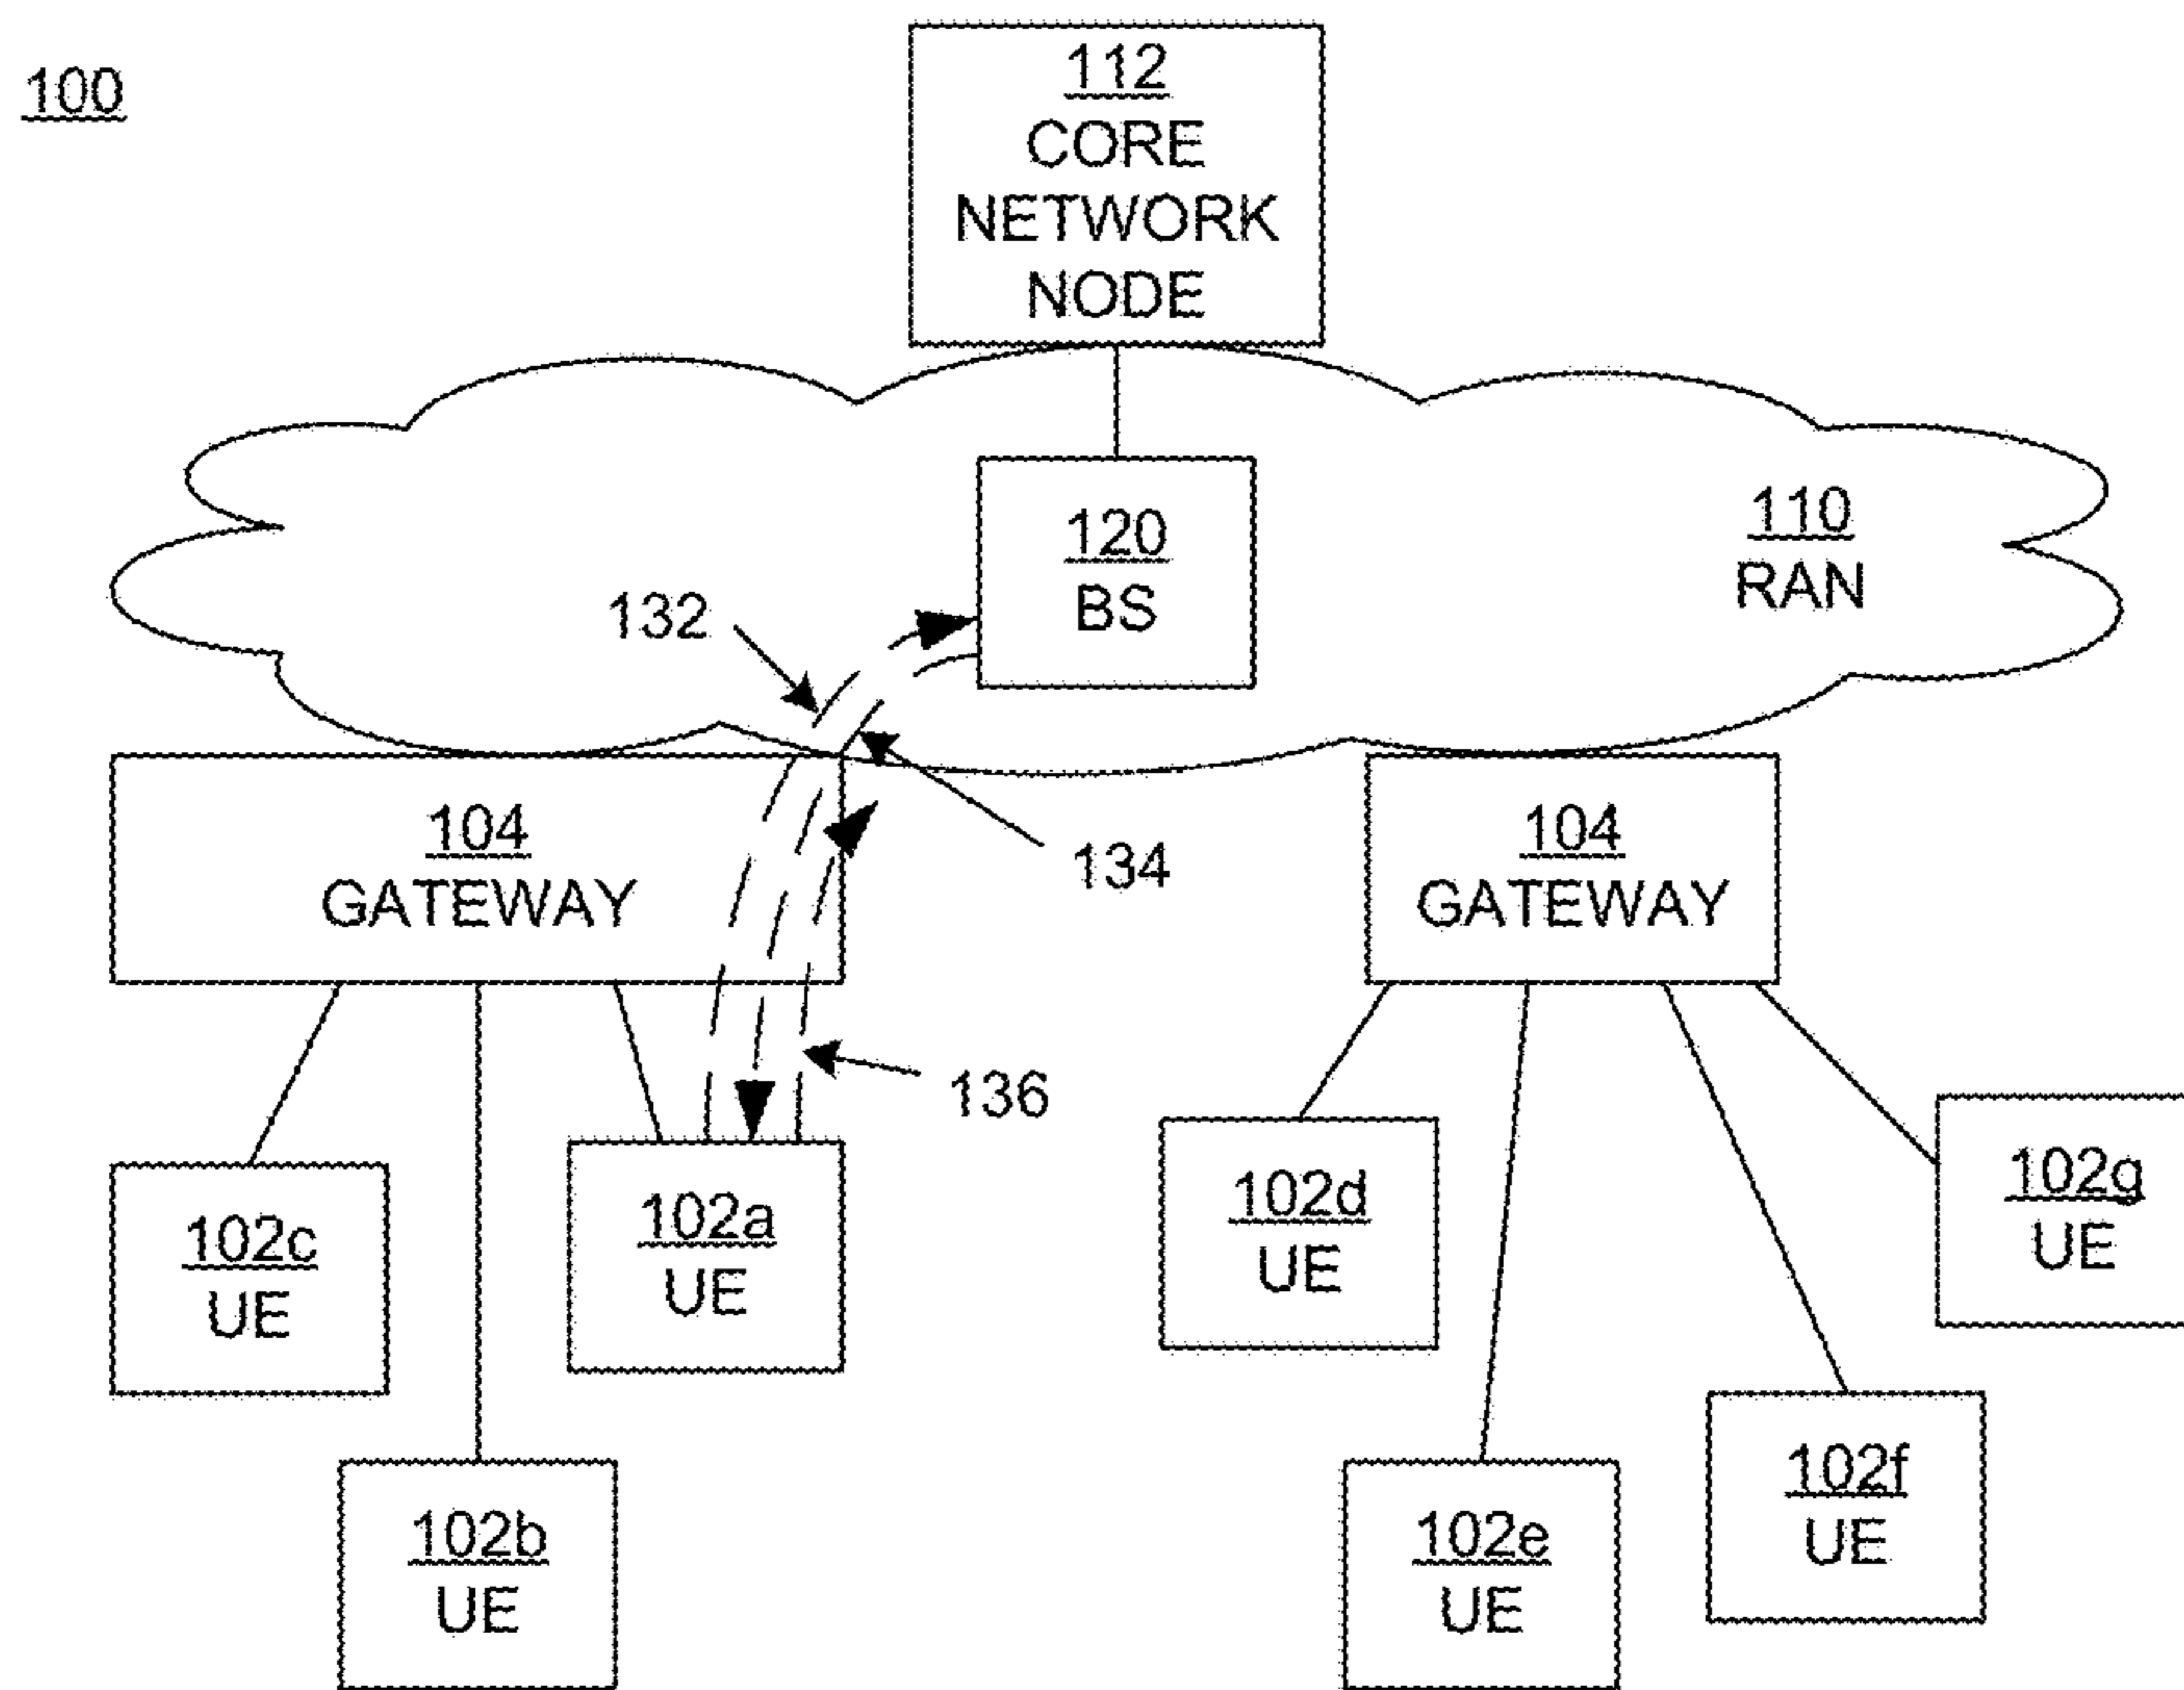 100
112
CORE
NETWORK
NODE
120
BS
110
RAN
132
134
104
GATEWAY
104
GATEWAY
136
102c
UE
102a
UE
102b
UE
102d
UE
102g
UE
102e
UE
102f
UE